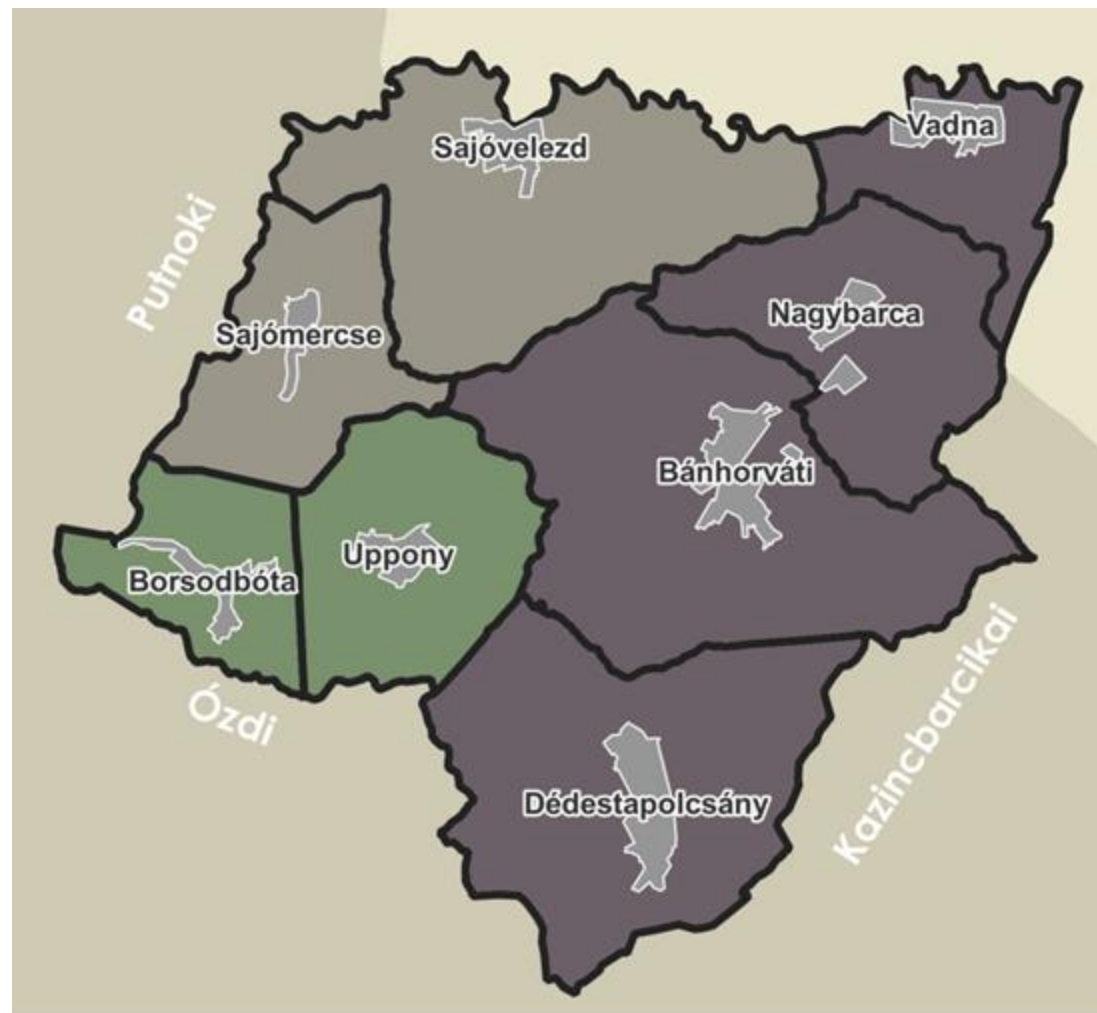 Vadna
Sajóvelezd
Putnoki
Nagybarca
Sajómercse
Bánhorváti
Uppony
Borsodbóta
Ózdi
Kazincbarcikai
Dédestapolcsány